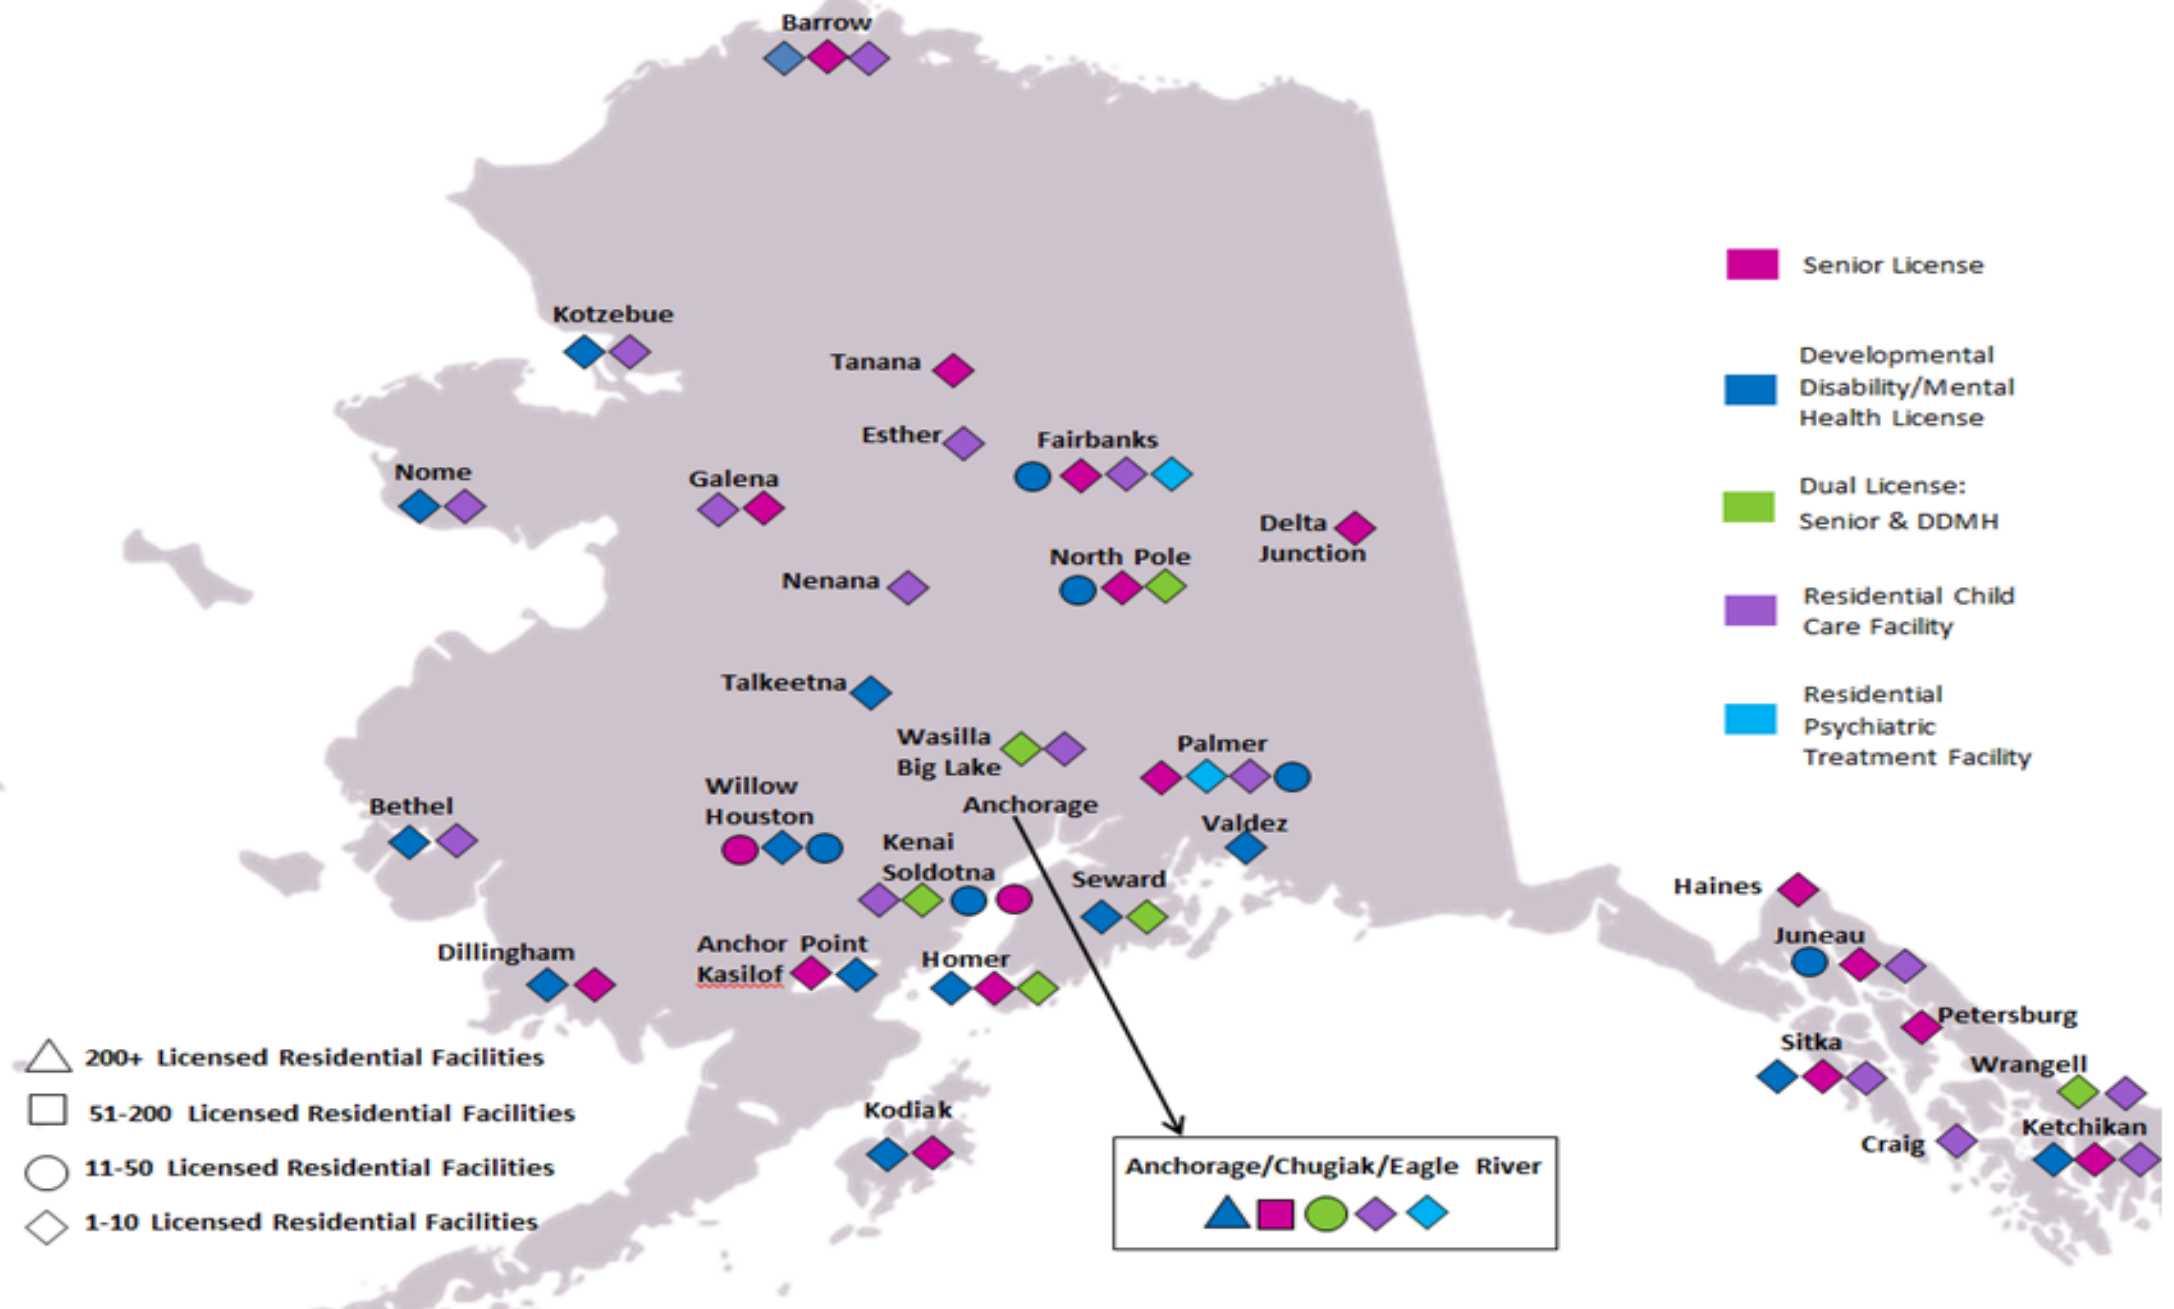 Barrow
Kotzebue
Tanana
Esther
Fairbanks
Nome
Galena
Delta
Junction
North Pole
Nenana
Talkeetna
Wasilla
Big Lake
Palmer
Willow
Houston
Anchorage
Bethel
Valdez
Kenai
Soldotna
Seward
Dillingham
Anchor Point
Kasilof
Homer
Kodiak
Haines
Juneau
Petersburg
Sitka
Wrangell
Craig
Ketchikan
Anchorage/Chugiak/Eagle River
Senior License
Developmental
Disability/Mental
Health License
Dual License:
Senior & DDMH
Residential Child
Care Facility
Residential
Psychiatric
Treatment Facility
200+ Licensed Residential Facilities
51-200 Licensed Residential Facilities
11-50 Licensed Residential Facilities
1-10 Licensed Residential Facilities